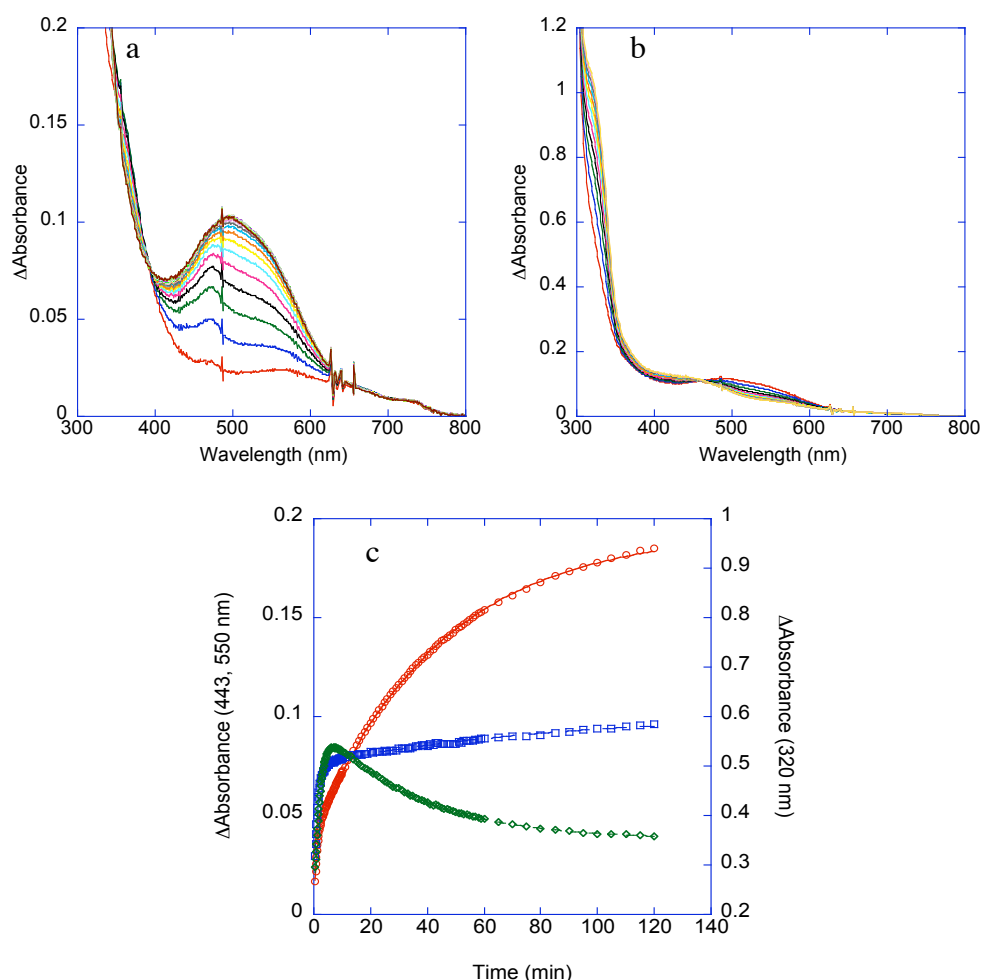 a
0.2
0.15
0.1
0.05
0
ΔAbsorbance
300 400 500 600 700 800
Wavelength (nm)
b
1.2
1
0.8
0.6
0.4
0.2
0
ΔAbsorbance
300 400 500 600 700 800
Wavelength (nm)
c
0.2
0.15
0.1
0.05
0
ΔAbsorbance (443, 550 nm)
1
0.9
0.8
0.7
0.6
0.5
0.4
0.3
0.2
ΔAbsorbance (320 nm)
0 20 40 60 80 100 120 140
Time (min)